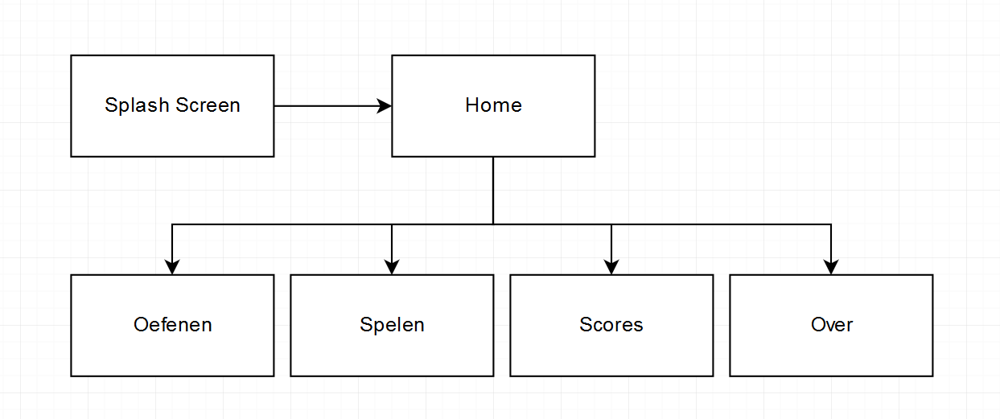 Splash Screen
Home
Oefenen
Spelen
Scores
Over